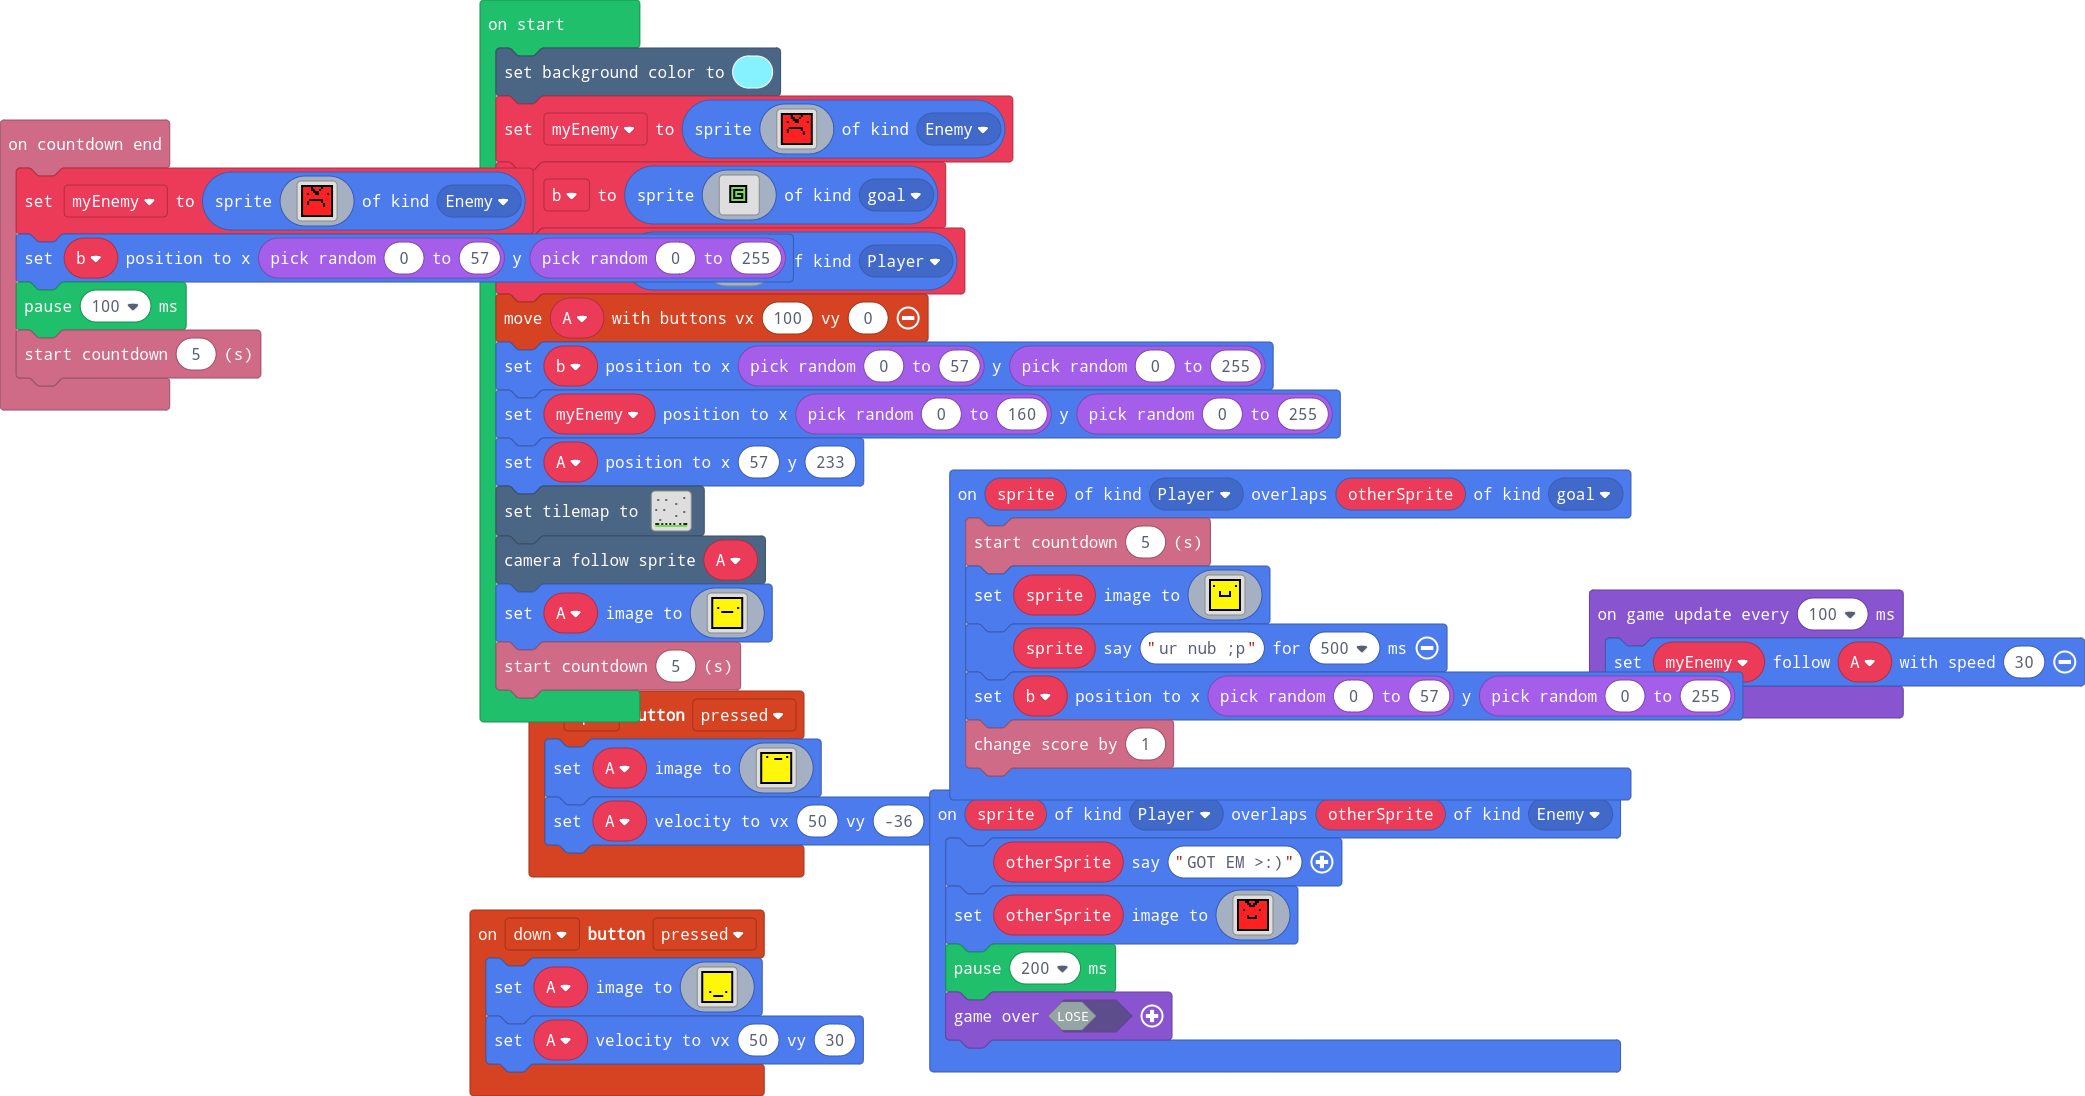 on start
set background color to
set myEnemy to sprite of kind Enemy
b to sprite of kind goal
f kind Player
move A with buttons vx 100 vy 0
set b position to x pick random 0 to 57 y pick random 0 to 255
set myEnemy position to x pick random 0 to 160 y pick random 0 to 255
set A position to x 57 y 233
set tilemap to
camera follow sprite A
set A image to
start countdown 5 (s)
on countdown end
set myEnemy to sprite of kind Enemy
set b position to x pick random 0 to 57 y pick random 0 to 255
pause 100 ms
start countdown 5 (s)
on sprite of kind Player overlaps otherSprite of kind goal
start countdown 5 (s)
set sprite image to
sprite say "ur nub ;p" for 500 ms
set b position to x pick random 0 to 57 y pick random 0 to 255
change score by 1
on game update every 100 ms
set myEnemy follow A with speed 30
utton pressed
set A image to
set A velocity to vx 50 vy -36
on sprite of kind Player overlaps otherSprite of kind Enemy
otherSprite say "GOT EM >:)"
set otherSprite image to
pause 200 ms
game over LOSE
on down button pressed
set A image to
set A velocity to vx 50 vy 30